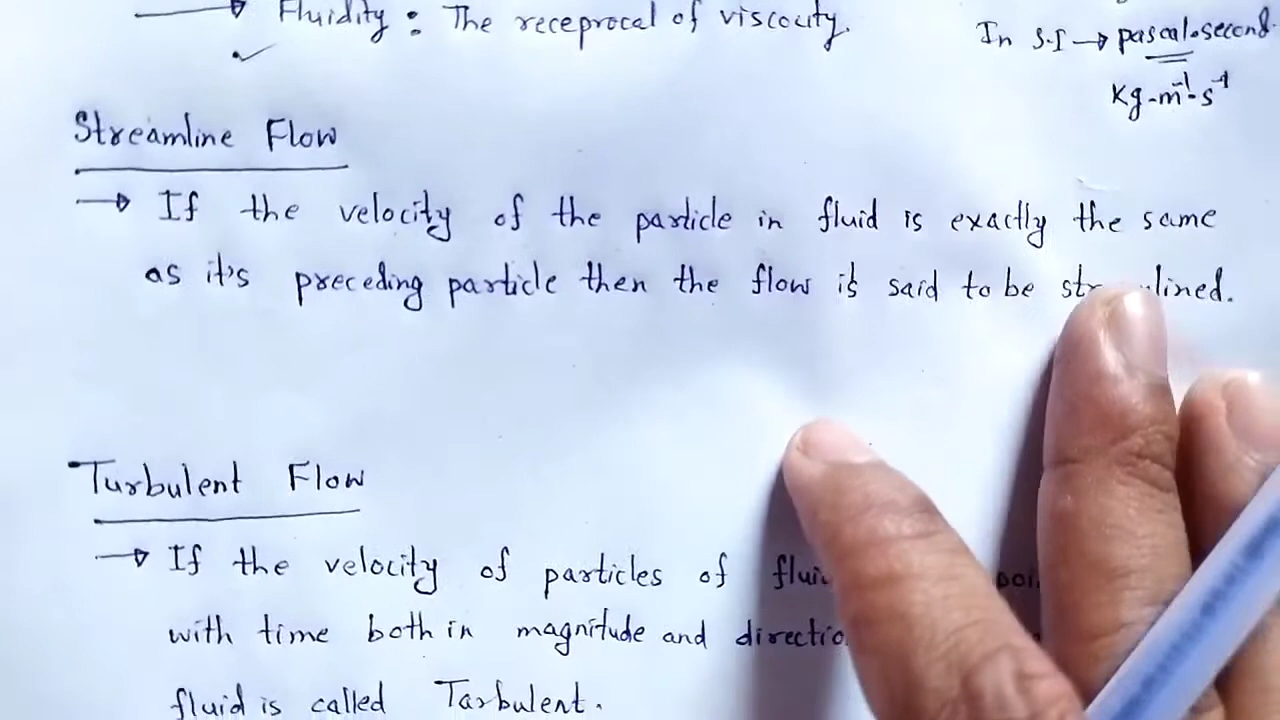 Fluidity : The receprocal of viscouity.
In S.I → pascal.second
Kg-m⁻¹-s⁻¹
Streamline Flow
→ If the velocity of the particle in fluid is exactly the same
as it's preceding particle then the flow is said to be
Turbulent Flow
→ If the velocity of particles of
with time both in magnitude and
fluid is called Tarbulent.